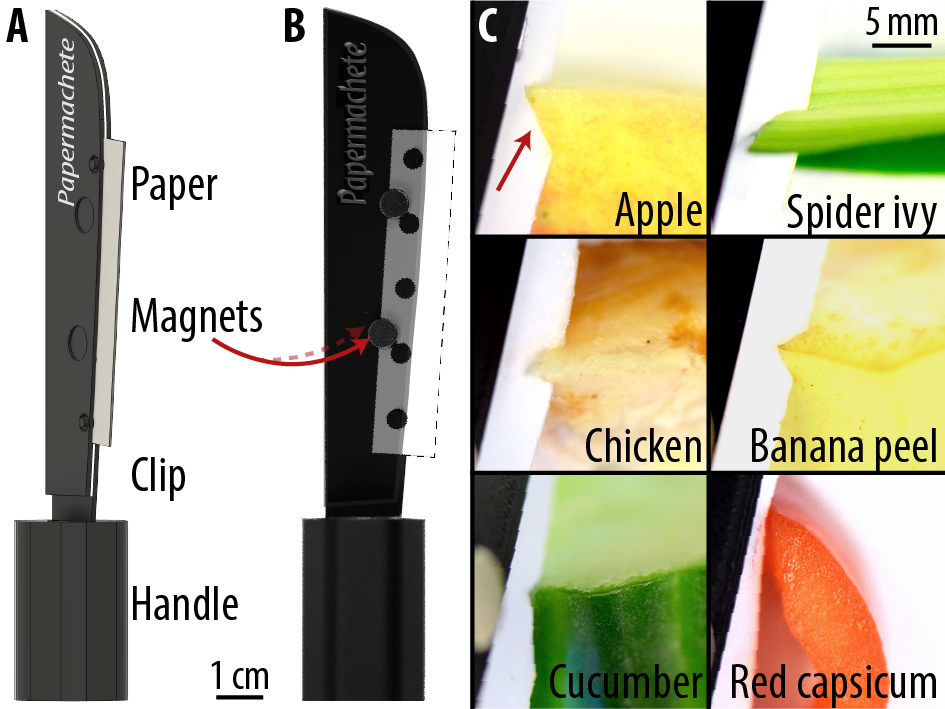 A
Papermachete
Paper
Magnets
Clip
Handle
1 cm
B
Papermachete
C
5 mm
Apple
Spider ivy
Chicken
Banana peel
Cucumber
Red capsicum